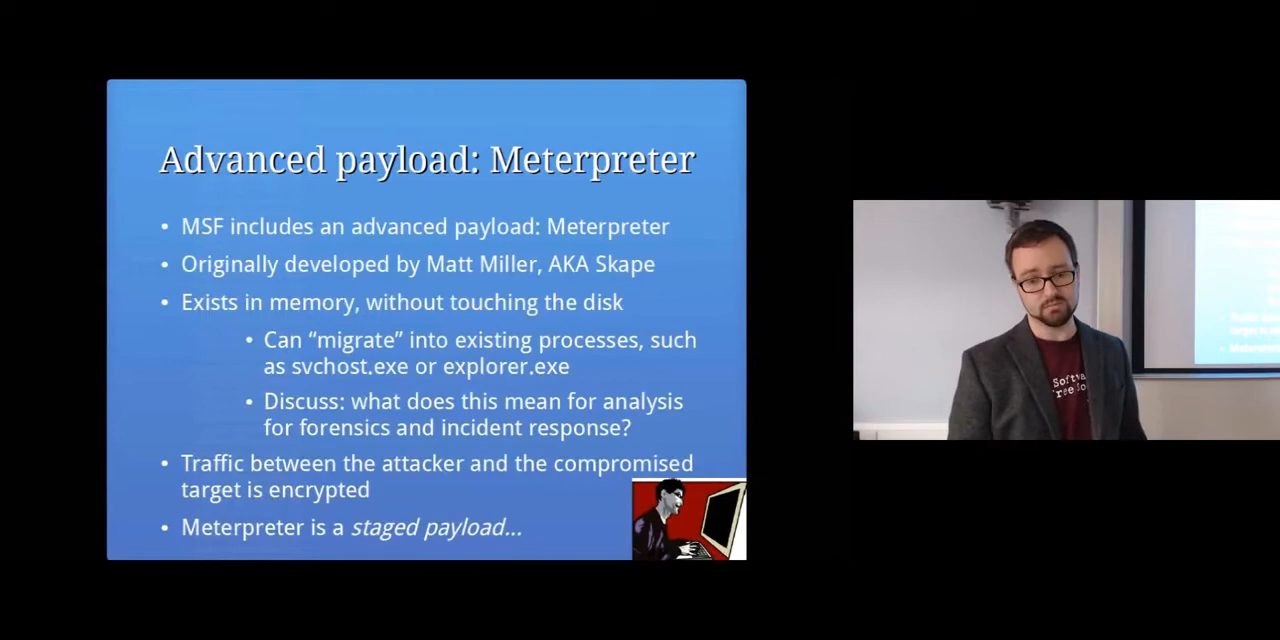 Advanced payload: Meterpreter
• MSF includes an advanced payload: Meterpreter
• Originally developed by Matt Miller, AKA Skape
• Exists in memory, without touching the disk
• Can “migrate” into existing processes, such
as svchost.exe or explorer.exe
• Discuss: what does this mean for analysis
for forensics and incident response?
• Traffic between the attacker and the compromised
target is encrypted
• Meterpreter is a staged payload...